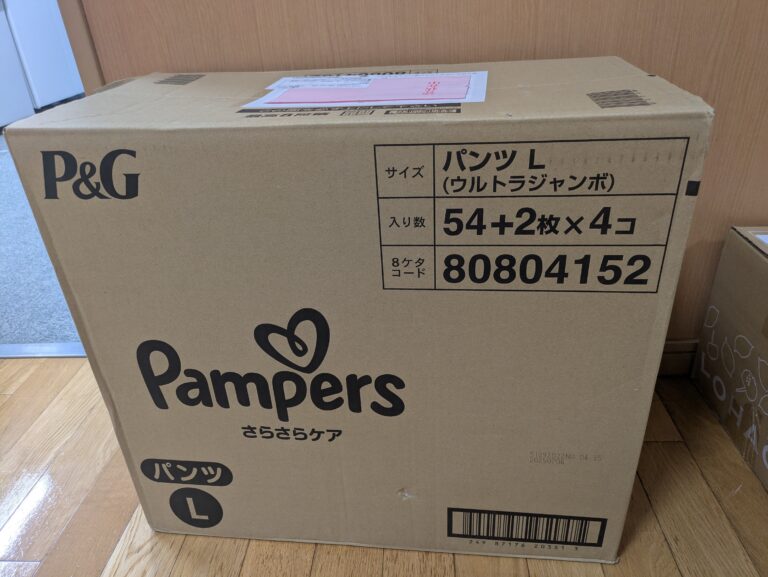 P&G
サイズ
パンツ L
(ウルトラジャンボ)
入り数
54+2枚×4コ
8ケタ
コード
80804152
Pampers
さらさらケア
パンツ
L
LOHACO